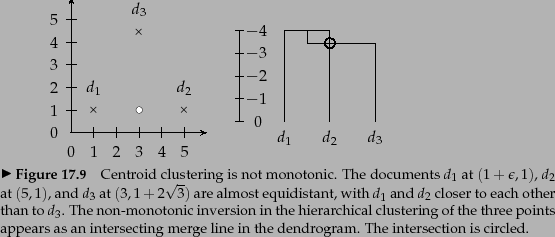 d₃
5
4
3
2
1
0
d₁
d₂
×
×
×
0 1 2 3 4 5
−4
−3
−2
−1
0
d₁ d₂ d₃
▶ Figure 17.9 Centroid clustering is not monotonic. The documents d₁ at (1 + ϵ, 1), d₂
at (5, 1), and d₃ at (3, 1 + 2√3) are almost equidistant, with d₁ and d₂ closer to each other
than to d₃. The non-monotonic inversion in the hierarchical clustering of the three points
appears as an intersecting merge line in the dendrogram. The intersection is circled.